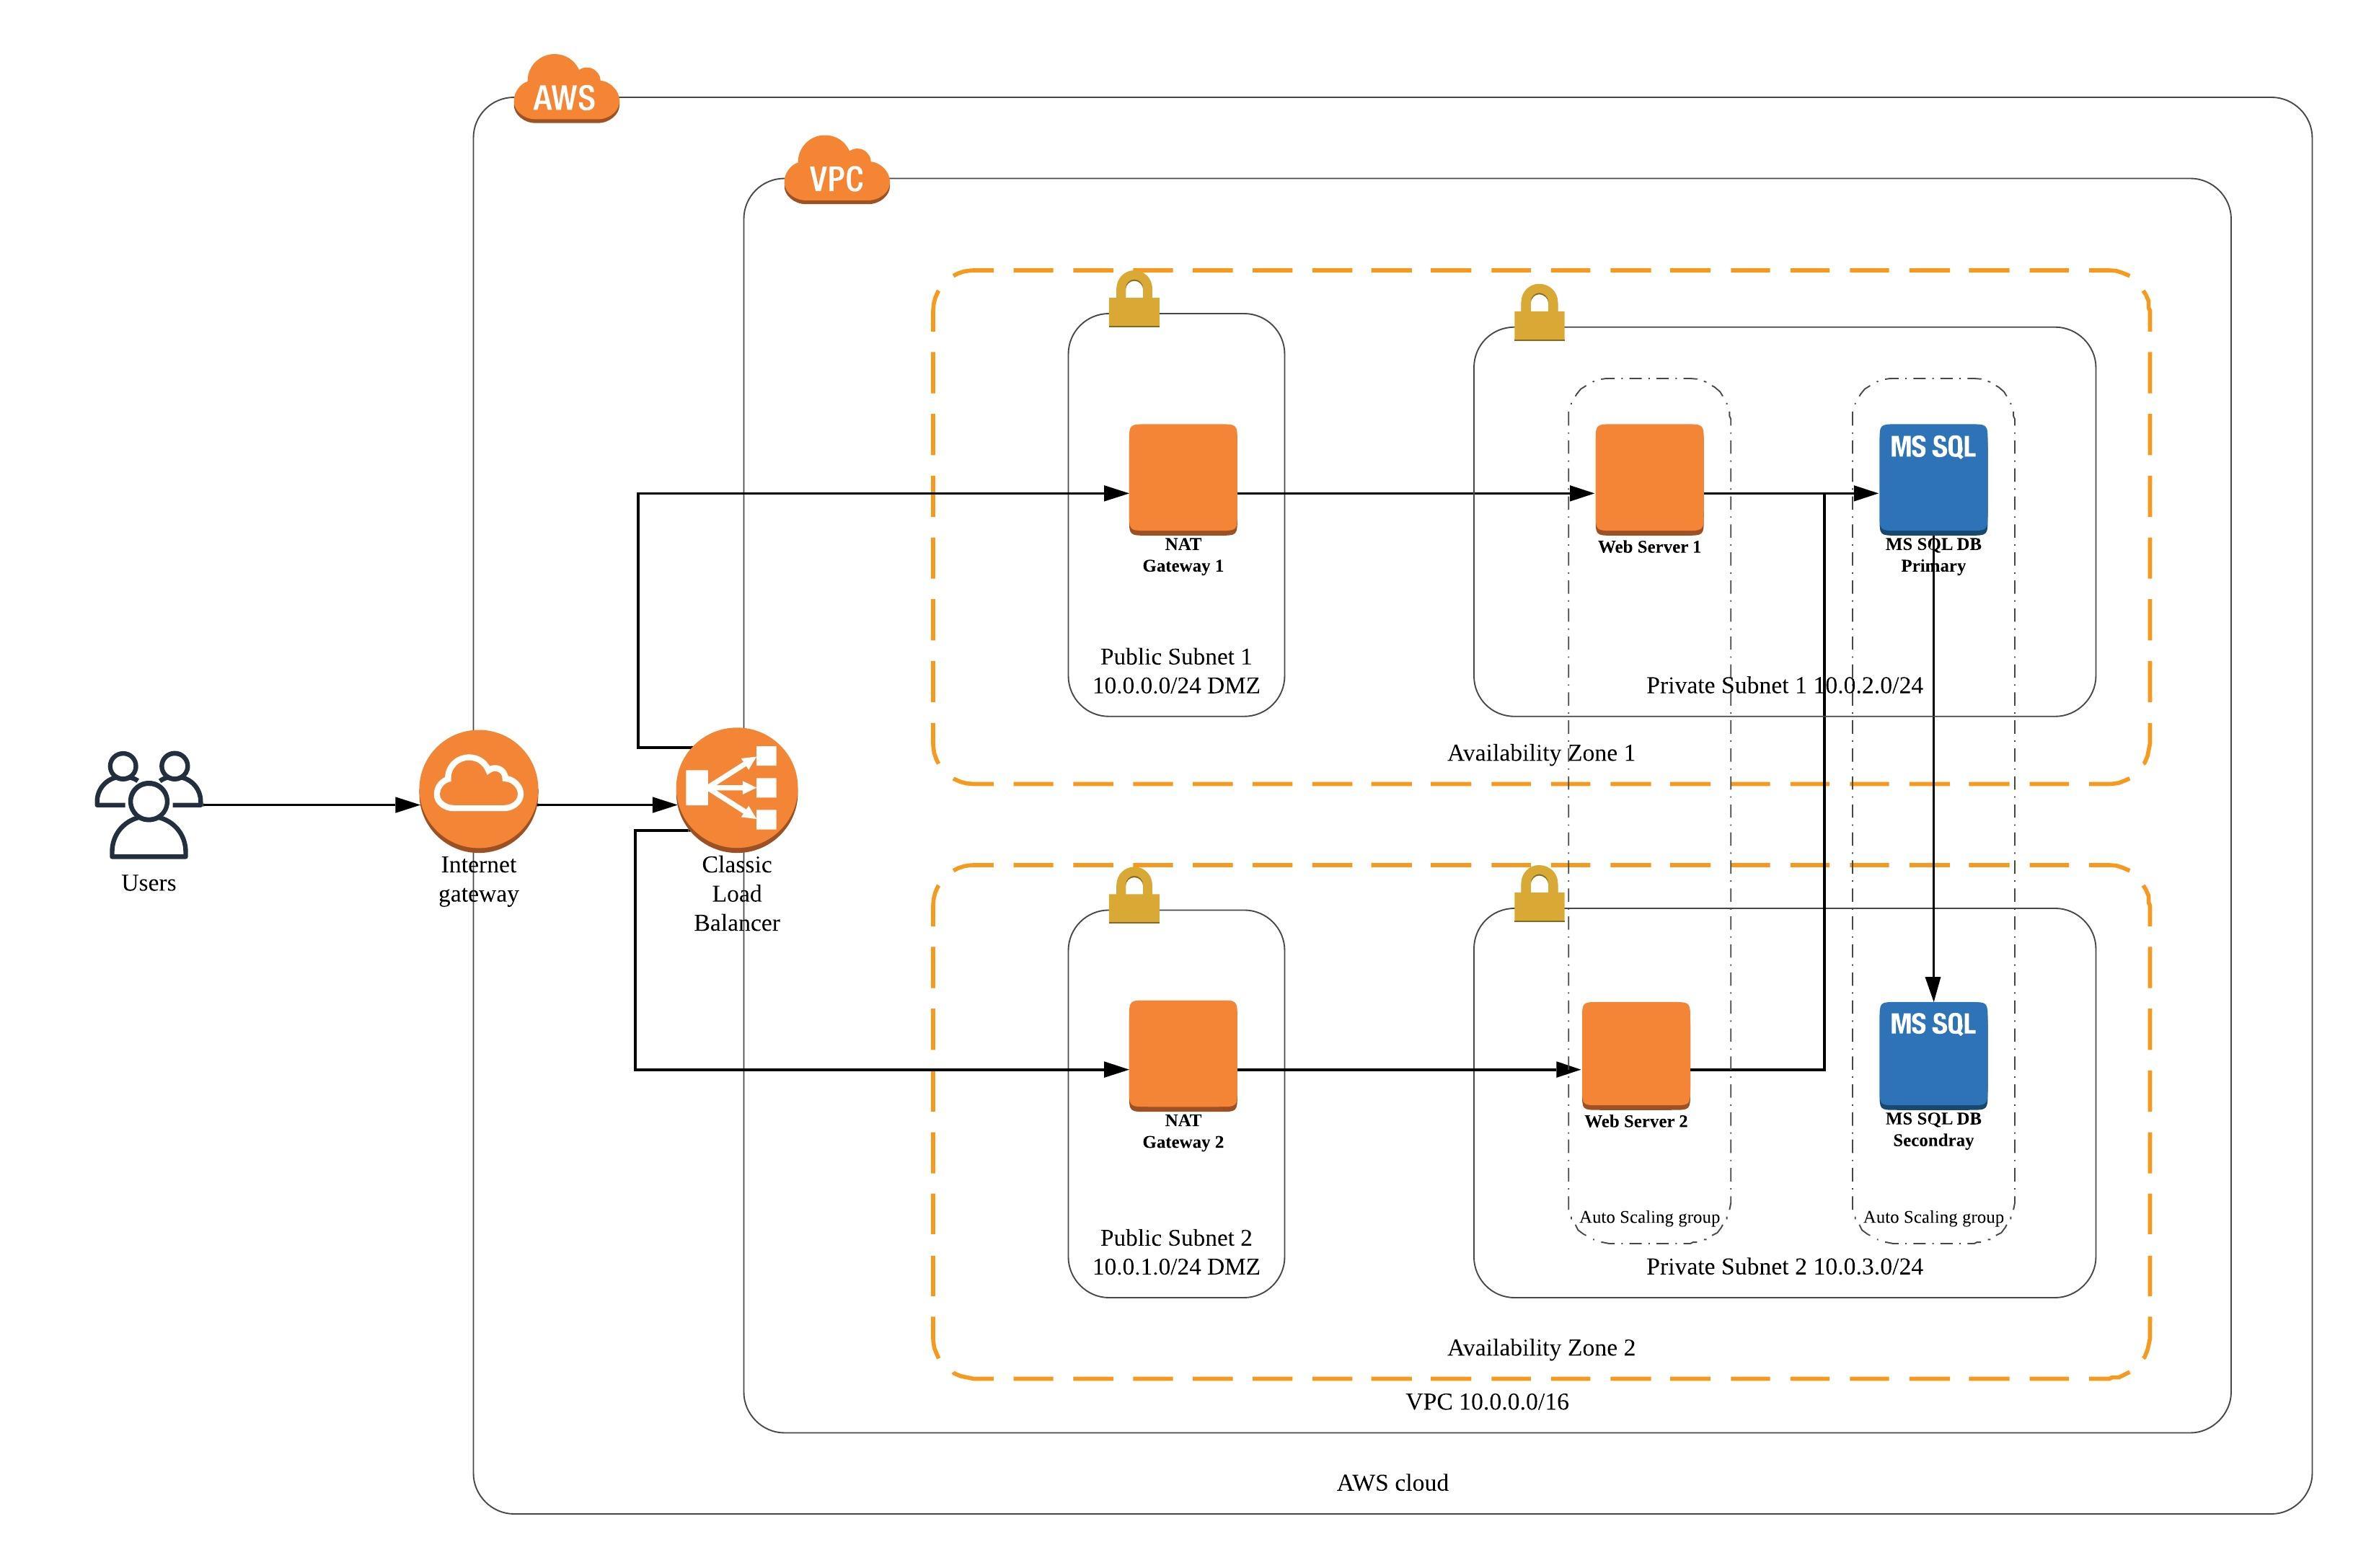 AWS
VPC
MS SQL
NAT
Gateway 1
Web Server 1
MS SQL DB
Primary
Public Subnet 1
10.0.0.0/24 DMZ
Private Subnet 1 10.0.2.0/24
Availability Zone 1
Users
Internet
gateway
Classic
Load
Balancer
MS SQL
NAT
Gateway 2
Web Server 2
MS SQL DB
Secondray
Auto Scaling group
Auto Scaling group
Public Subnet 2
10.0.1.0/24 DMZ
Private Subnet 2 10.0.3.0/24
Availability Zone 2
VPC 10.0.0.0/16
AWS cloud